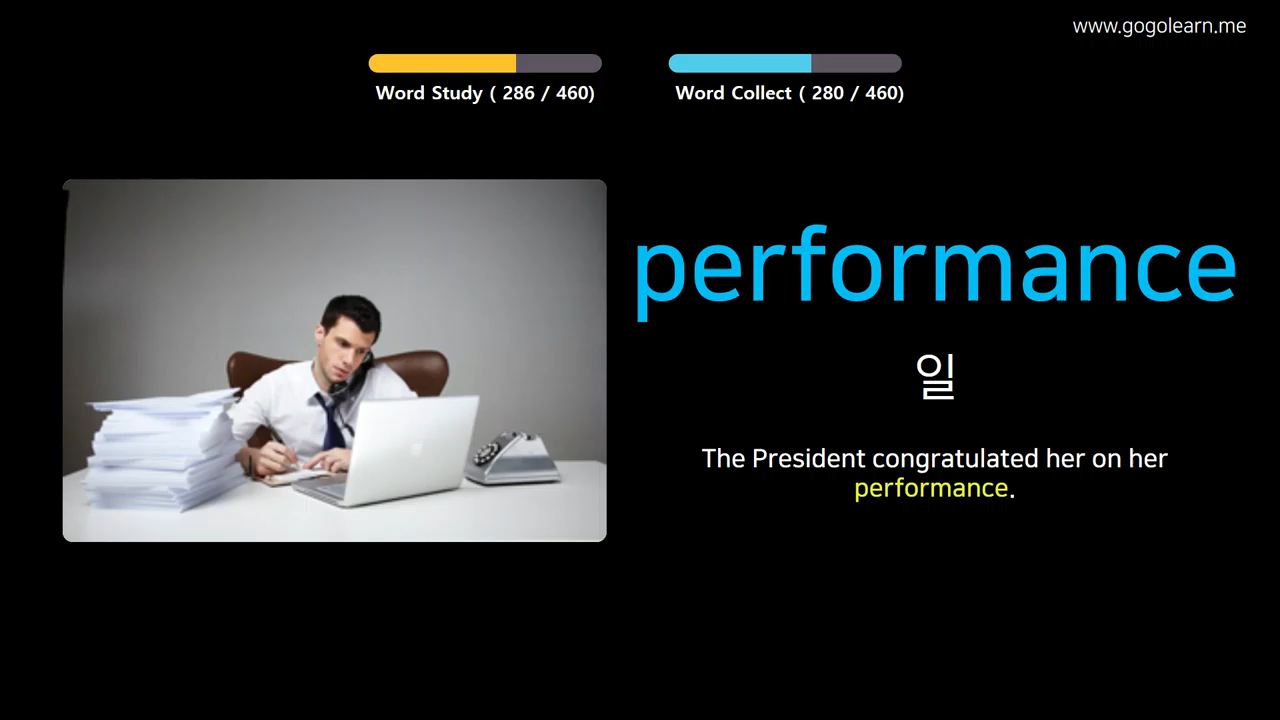 www.gogolearn.me
Word Study ( 286 / 460)
Word Collect ( 280 / 460)
performance
일
The President congratulated her on her
performance.